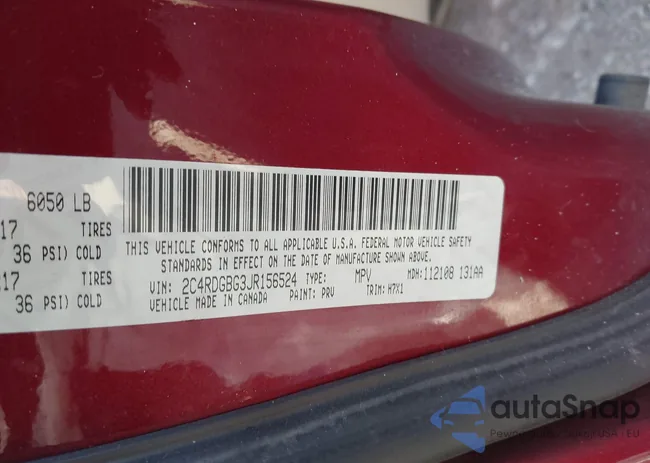 6050 LB
17 TIRES
36 PSI) COLD
17 TIRES
36 PSI) COLD
THIS VEHICLE CONFORMS TO ALL APPLICABLE U.S.A. FEDERAL MOTOR VEHICLE SAFETY
STANDARDS IN EFFECT ON THE DATE OF MANUFACTURE SHOWN ABOVE.
VIN: 2C4RDGBG3JR156524 TYPE: MPV MDH:112108 131AA
VEHICLE MADE IN CANADA PAINT: PRV TRIM: H7X1
autaSnap